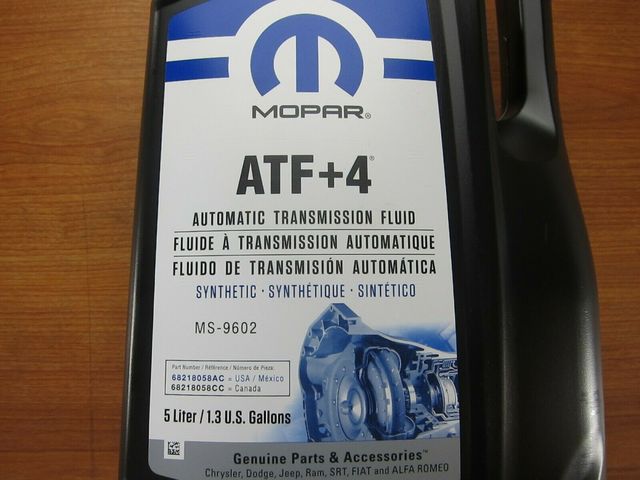 MOPAR®
ATF+4®
AUTOMATIC TRANSMISSION FLUID
FLUIDE À TRANSMISSION AUTOMATIQUE
FLUIDO DE TRANSMISIÓN AUTOMÁTICA
SYNTHETIC · SYNTHÉTIQUE · SINTÉTICO
MS-9602
Part Number / Référence / Número de Pieza:
68218058AC = USA / México
68218058CC = Canada
5 Liter / 1.3 U.S. Gallons
Genuine Parts & Accessories™
Chrysler, Dodge, Jeep, Ram, SRT, FIAT and ALFA ROMEO